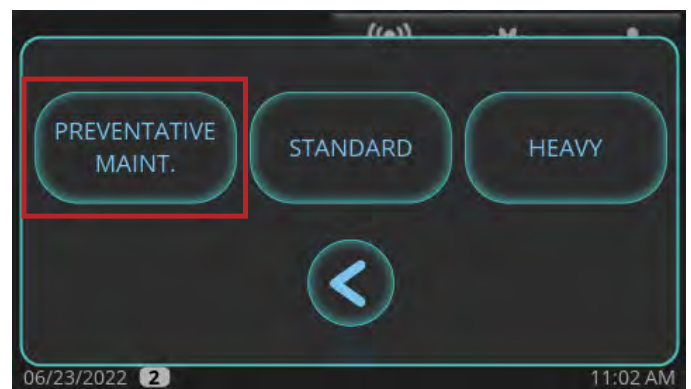 PREVENTATIVE
MAINT.
STANDARD
HEAVY
06/23/2022 2
11:02 AM